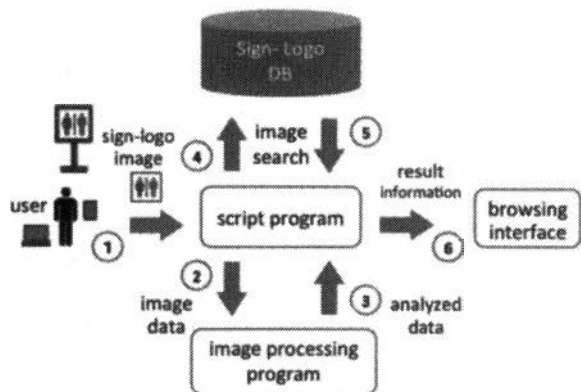 Sign-Logo
DB
sign-logo
image
4
image
search
5
result
information
user
1
script program
6
browsing
interface
2
image
data
3
analyzed
data
image processing
program